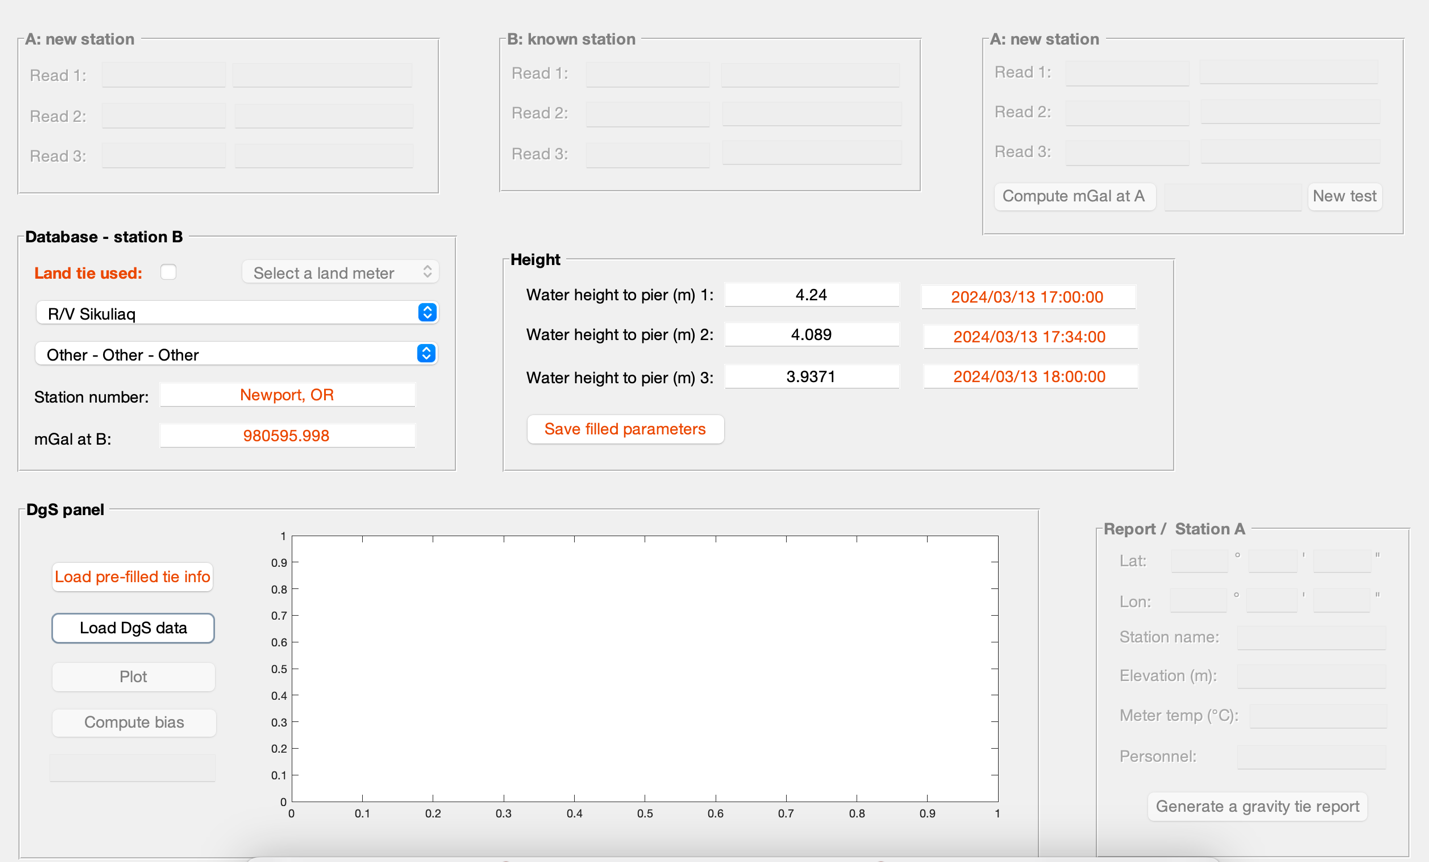 A: new station
Read 1:
Read 2:
Read 3:
B: known station
Read 1:
Read 2:
Read 3:
A: new station
Read 1:
Read 2:
Read 3:
Compute mGal at A
New test
Database - station B
Land tie used:
Select a land meter
R/V Sikuliaq
Other - Other - Other
Station number: Newport, OR
mGal at B: 980595.998
Height
Water height to pier (m) 1: 4.24 2024/03/13 17:00:00
Water height to pier (m) 2: 4.089 2024/03/13 17:34:00
Water height to pier (m) 3: 3.9371 2024/03/13 18:00:00
Save filled parameters
DgS panel
Load pre-filled tie info
Load DgS data
Plot
Compute bias
1
0.9
0.8
0.7
0.6
0.5
0.4
0.3
0.2
0.1
0
0 0.1 0.2 0.3 0.4 0.5 0.6 0.7 0.8 0.9 1
Report / Station A
Lat: ° ' "
Lon: ° ' "
Station name:
Elevation (m):
Meter temp (°C):
Personnel:
Generate a gravity tie report